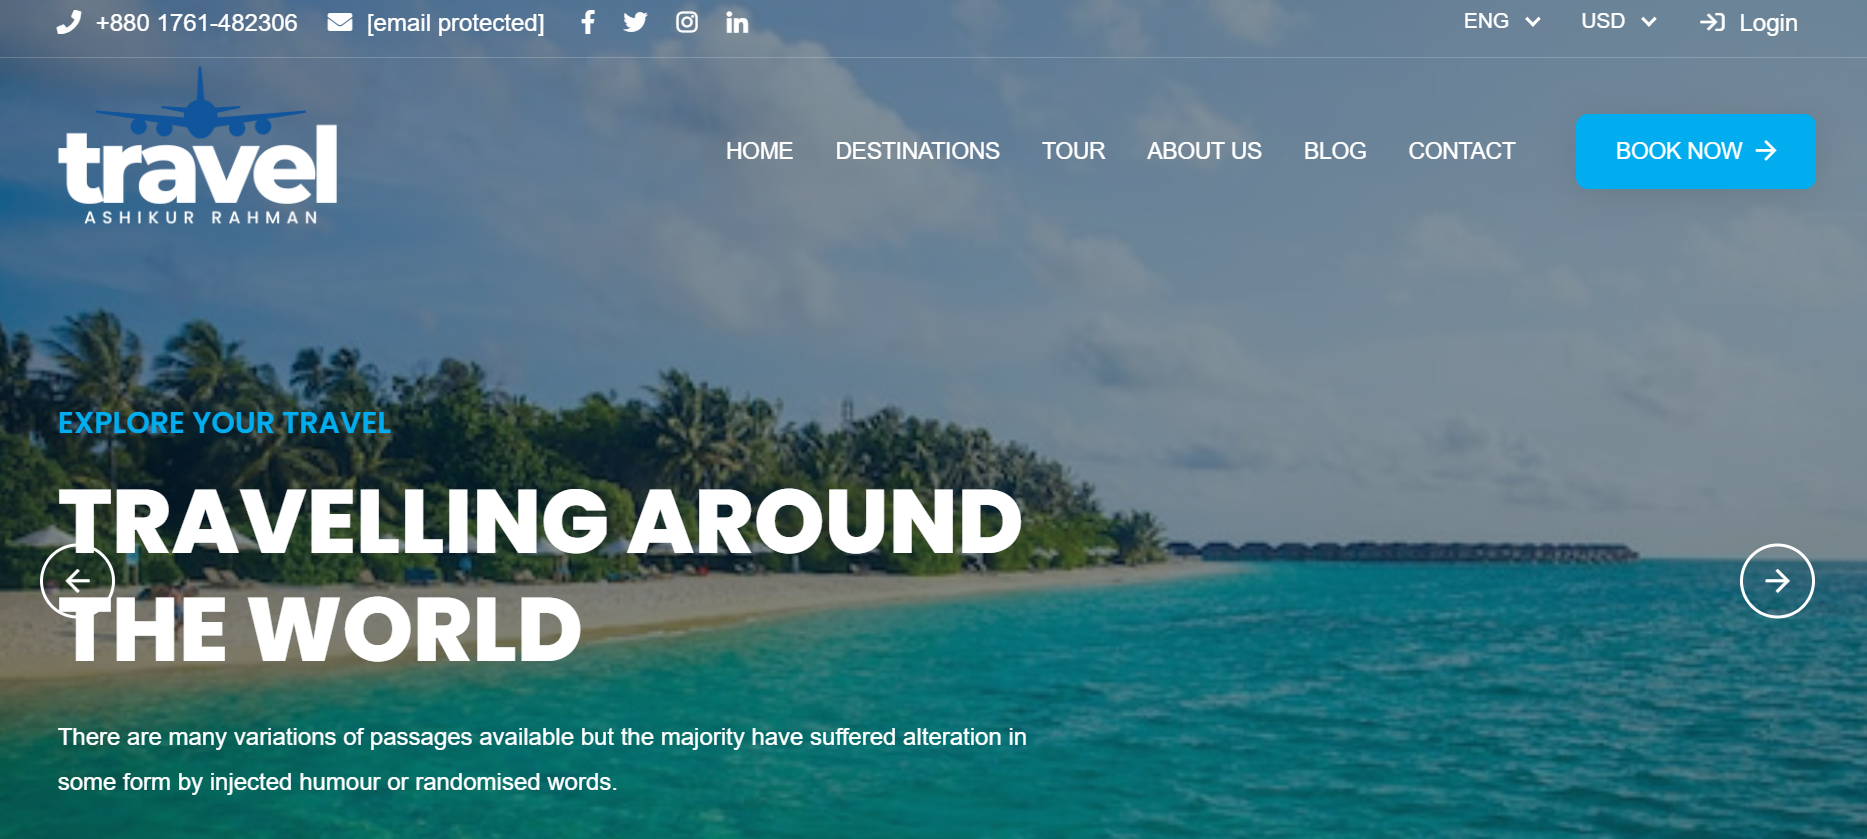 +880 1761-482306 [email protected] ENG USD Login
travel
ASHIKUR RAHMAN
HOME DESTINATIONS TOUR ABOUT US BLOG CONTACT BOOK NOW
EXPLORE YOUR TRAVEL
TRAVELLING AROUND
THE WORLD
There are many variations of passages available but the majority have suffered alteration in
some form by injected humour or randomised words.